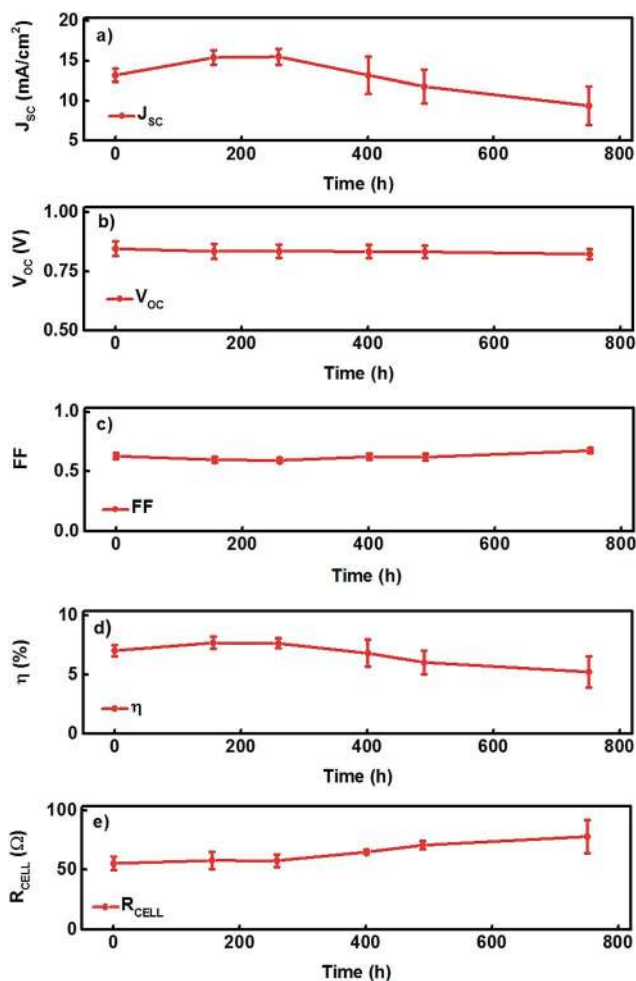 20
a)
15
10
5
J_SC (mA/cm²)
J_SC
0 200 400 600 800
Time (h)
1.00
b)
0.75
0.50
V_OC (V)
V_OC
0 200 400 600 800
Time (h)
1.0
c)
0.5
0.0
FF
FF
0 200 400 600 800
Time (h)
10
d)
5
0
η (%)
η
0 200 400 600 800
Time (h)
100
e)
50
0
R_CELL (Ω)
R_CELL
0 200 400 600 800
Time (h)